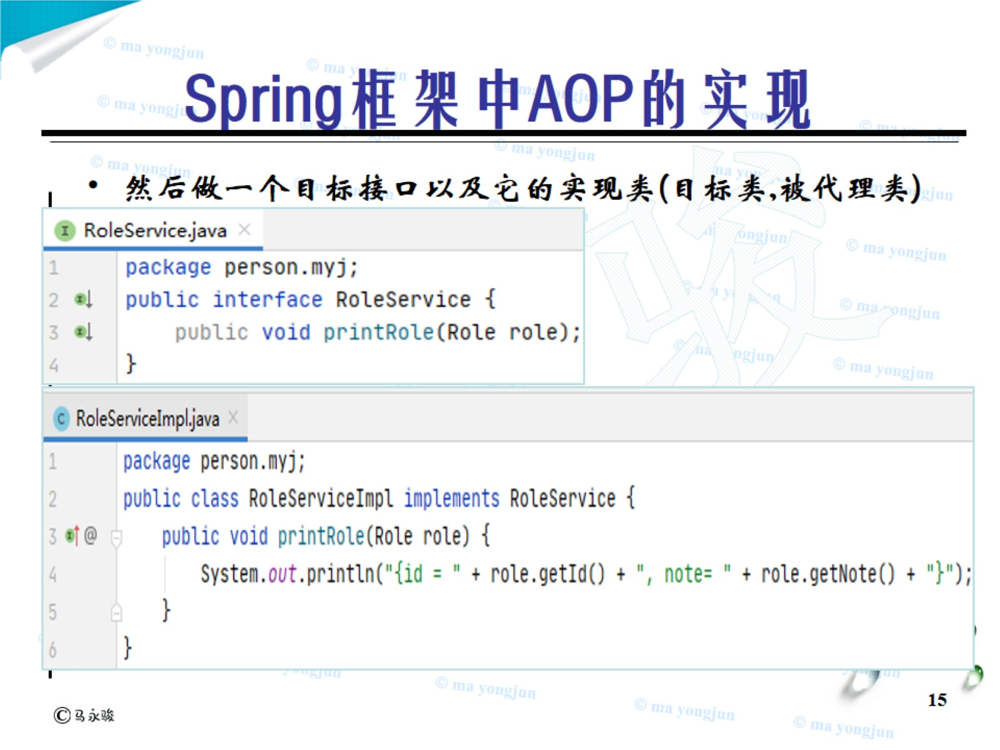 Spring框架中AOP的实现
• 然后做一个目标接口以及它的实现类(目标类,被代理类)
RoleService.java
1 package person.myj;
2 public interface RoleService {
3 public void printRole(Role role);
4 }
RoleServiceImpl.java
1 package person.myj;
2 public class RoleServiceImpl implements RoleService {
3 @ public void printRole(Role role) {
4 System.out.println("{id = " + role.getId() + ", note= " + role.getNote() + "}");
5 }
6 }
©马永骏
15
© ma yongjun